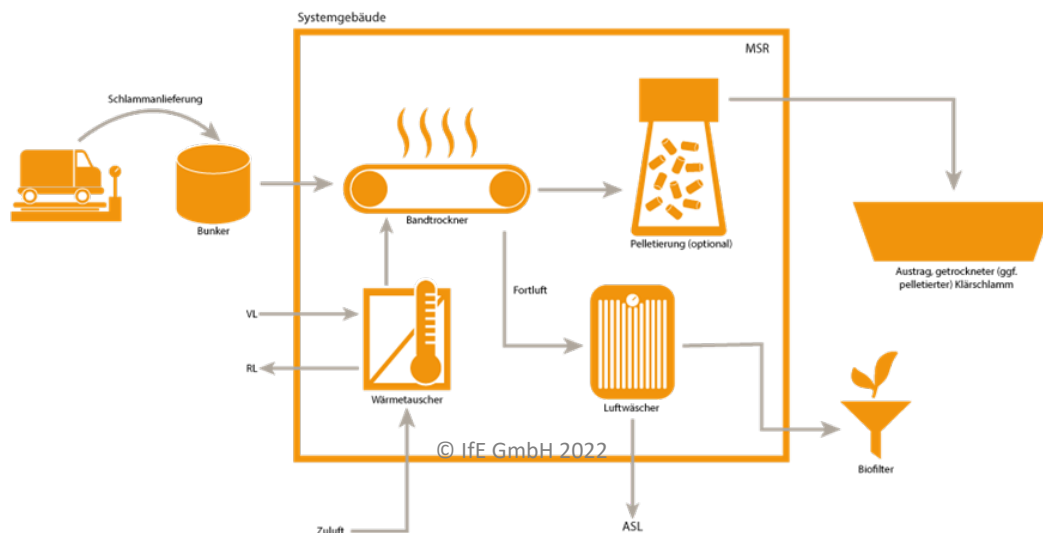 Systemgebäude
MSR
Schlammanlieferung
Bunker
Bandtrockner
Pelletierung (optional)
Austrag, getrockneter (ggf.
pelletierter) Klärschlamm
Fortluft
VL
RL
Wärmetauscher
Luftwäscher
© IfE GmbH 2022
Biofilter
Zuluft
ASL